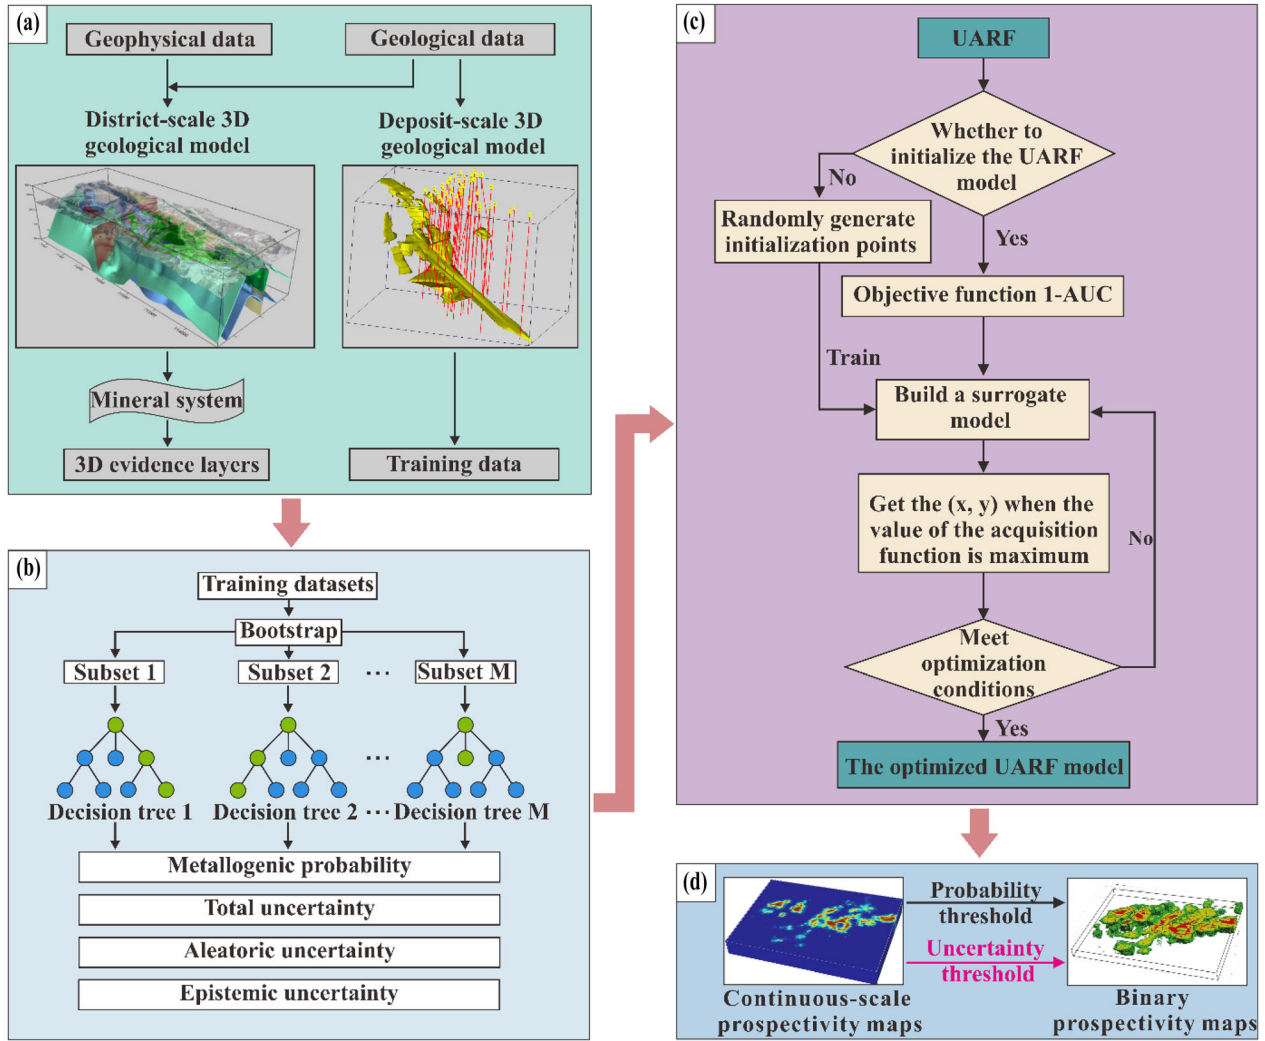 (a)
Geophysical data
Geological data
District-scale 3D
geological model
Deposit-scale 3D
geological model
Mineral system
3D evidence layers
Training data
(b)
Training datasets
Bootstrap
Subset 1
Subset 2
...
Subset M
...
Decision tree 1
Decision tree 2
...
Decision tree M
Metallogenic probability
Total uncertainty
Aleatoric uncertainty
Epistemic uncertainty
(c)
UARF
Whether to
initialize the UARF
model
No
Yes
Randomly generate
initialization points
Objective function 1-AUC
Train
Build a surrogate
model
Get the (x, y) when the
value of the acquisition
function is maximum
No
Meet
optimization
conditions
Yes
The optimized UARF model
(d)
Probability
threshold
Uncertainty
threshold
Continuous-scale
prospectivity maps
Binary
prospectivity maps